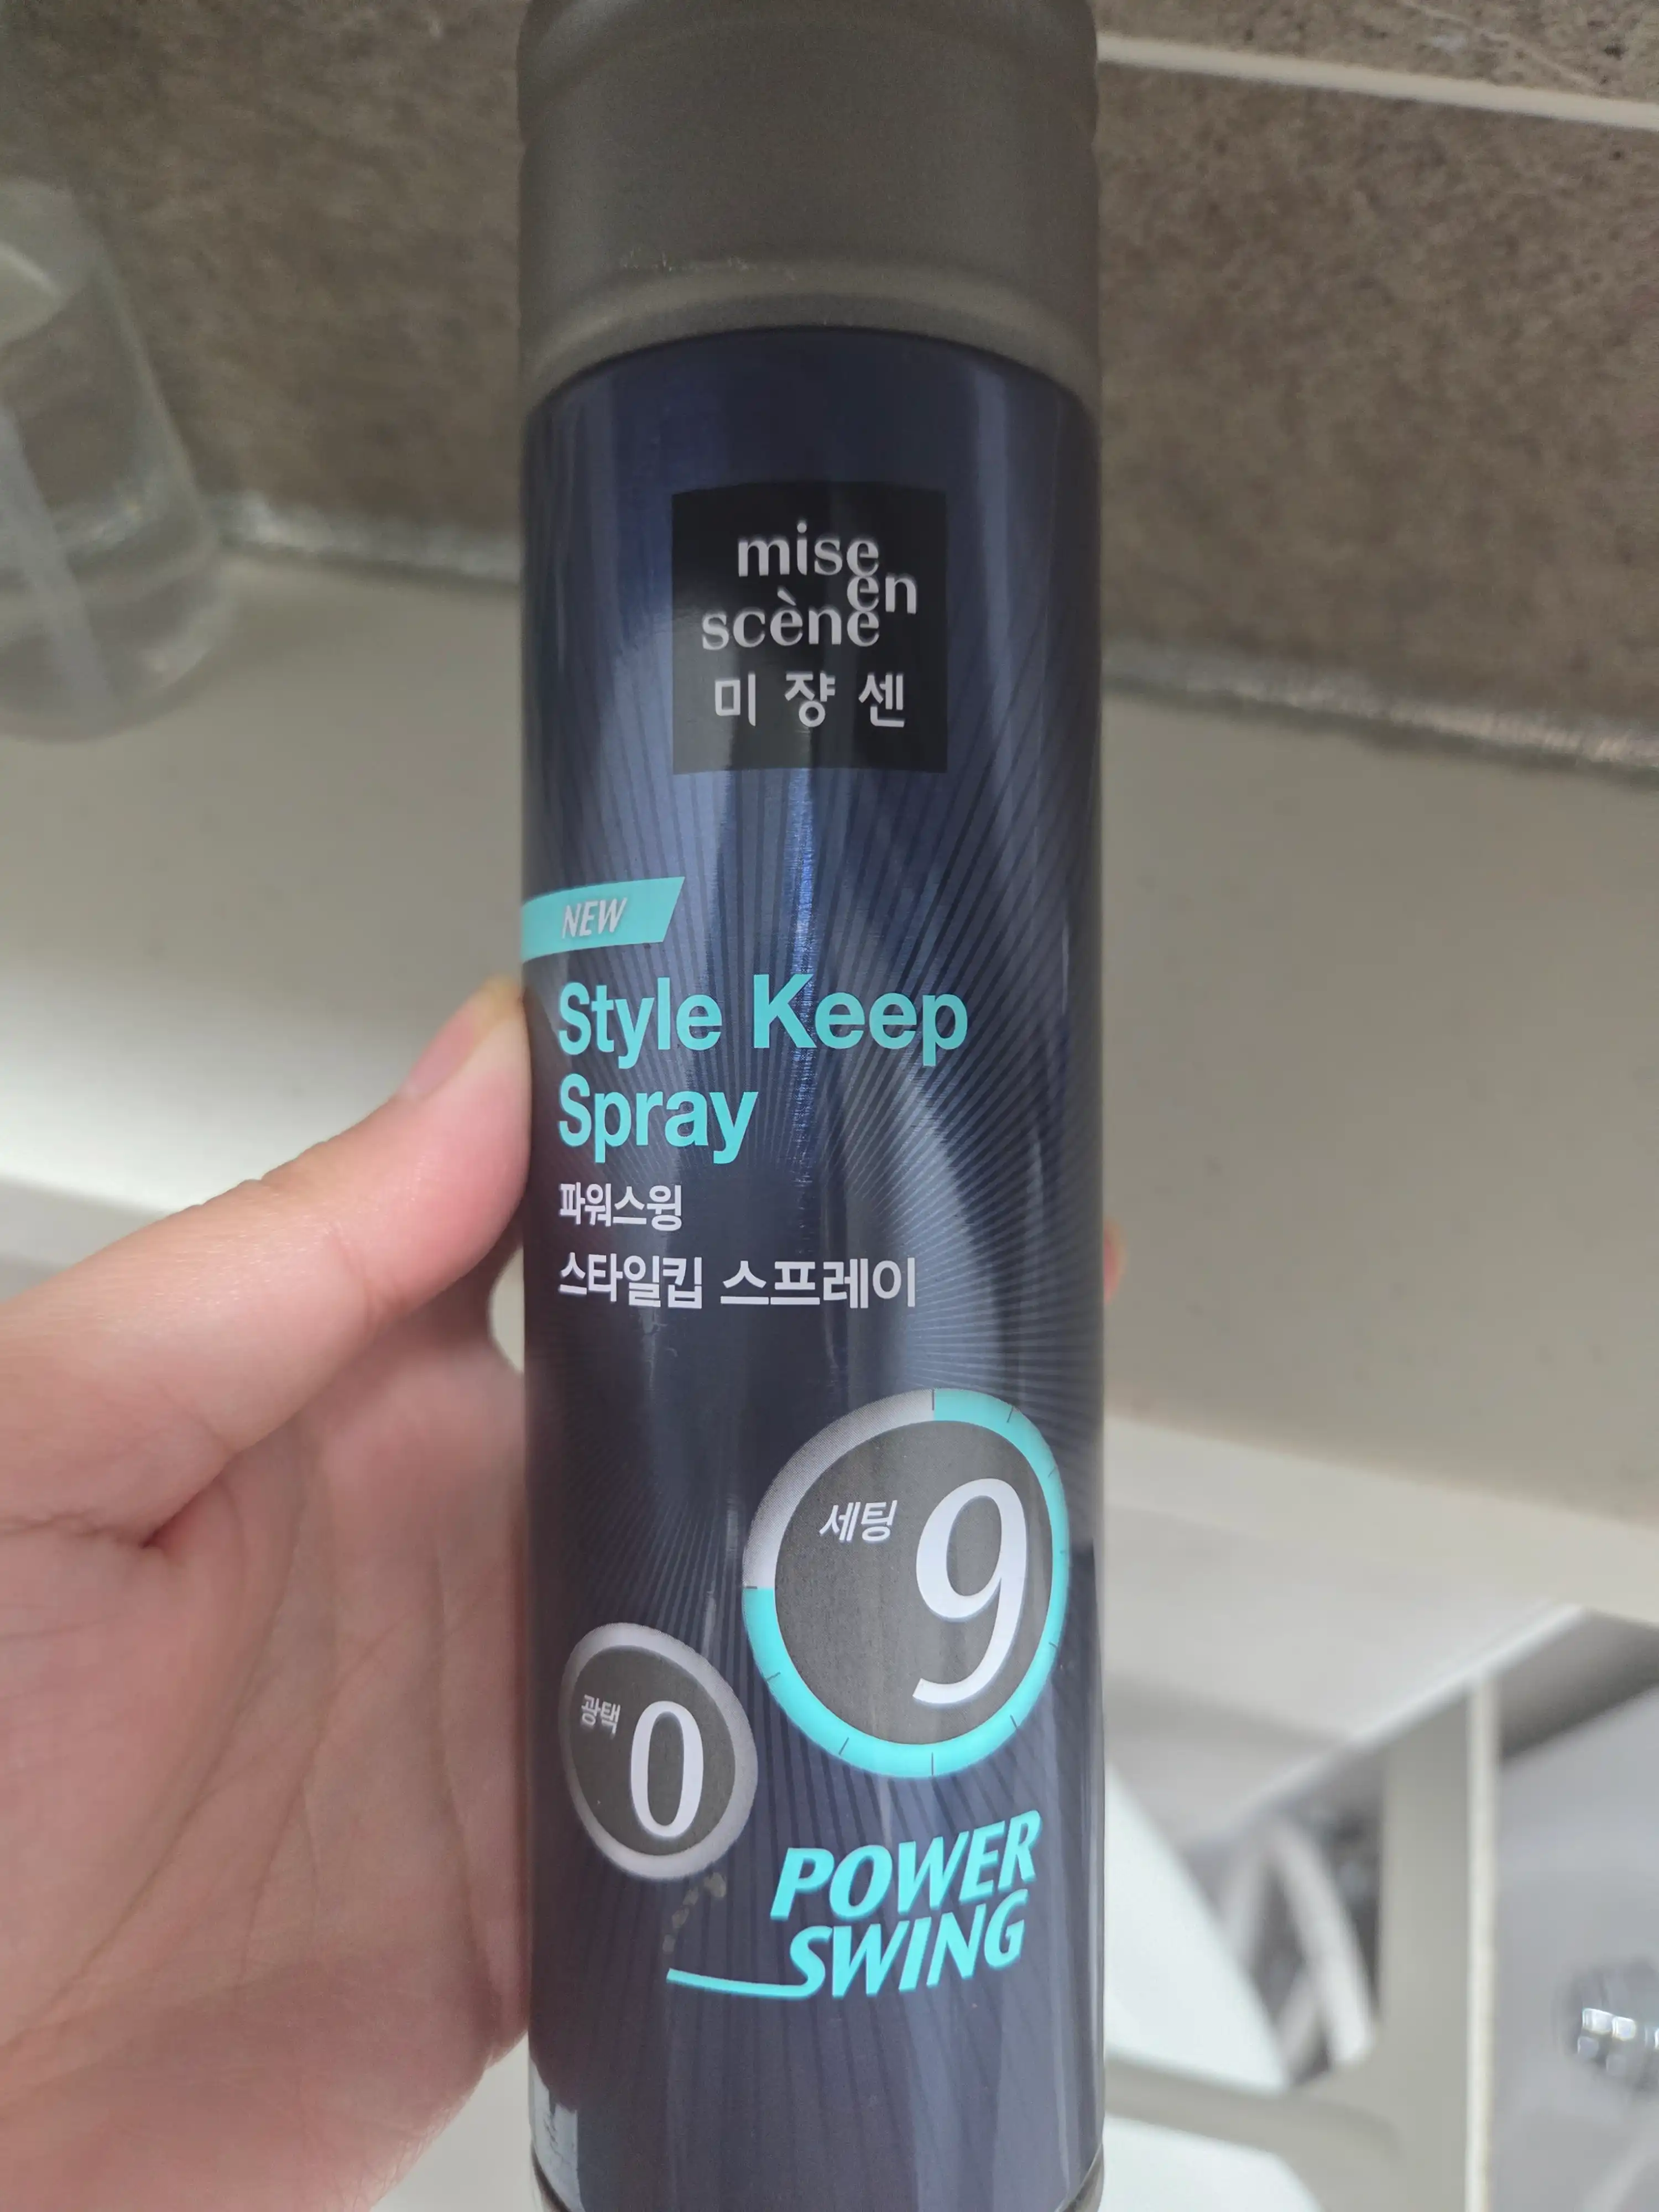 mise
en
scène
미쟝센
NEW
Style Keep
Spray
파워스윙
스타일킵 스프레이
세팅 9
광택 0
POWER
SWING